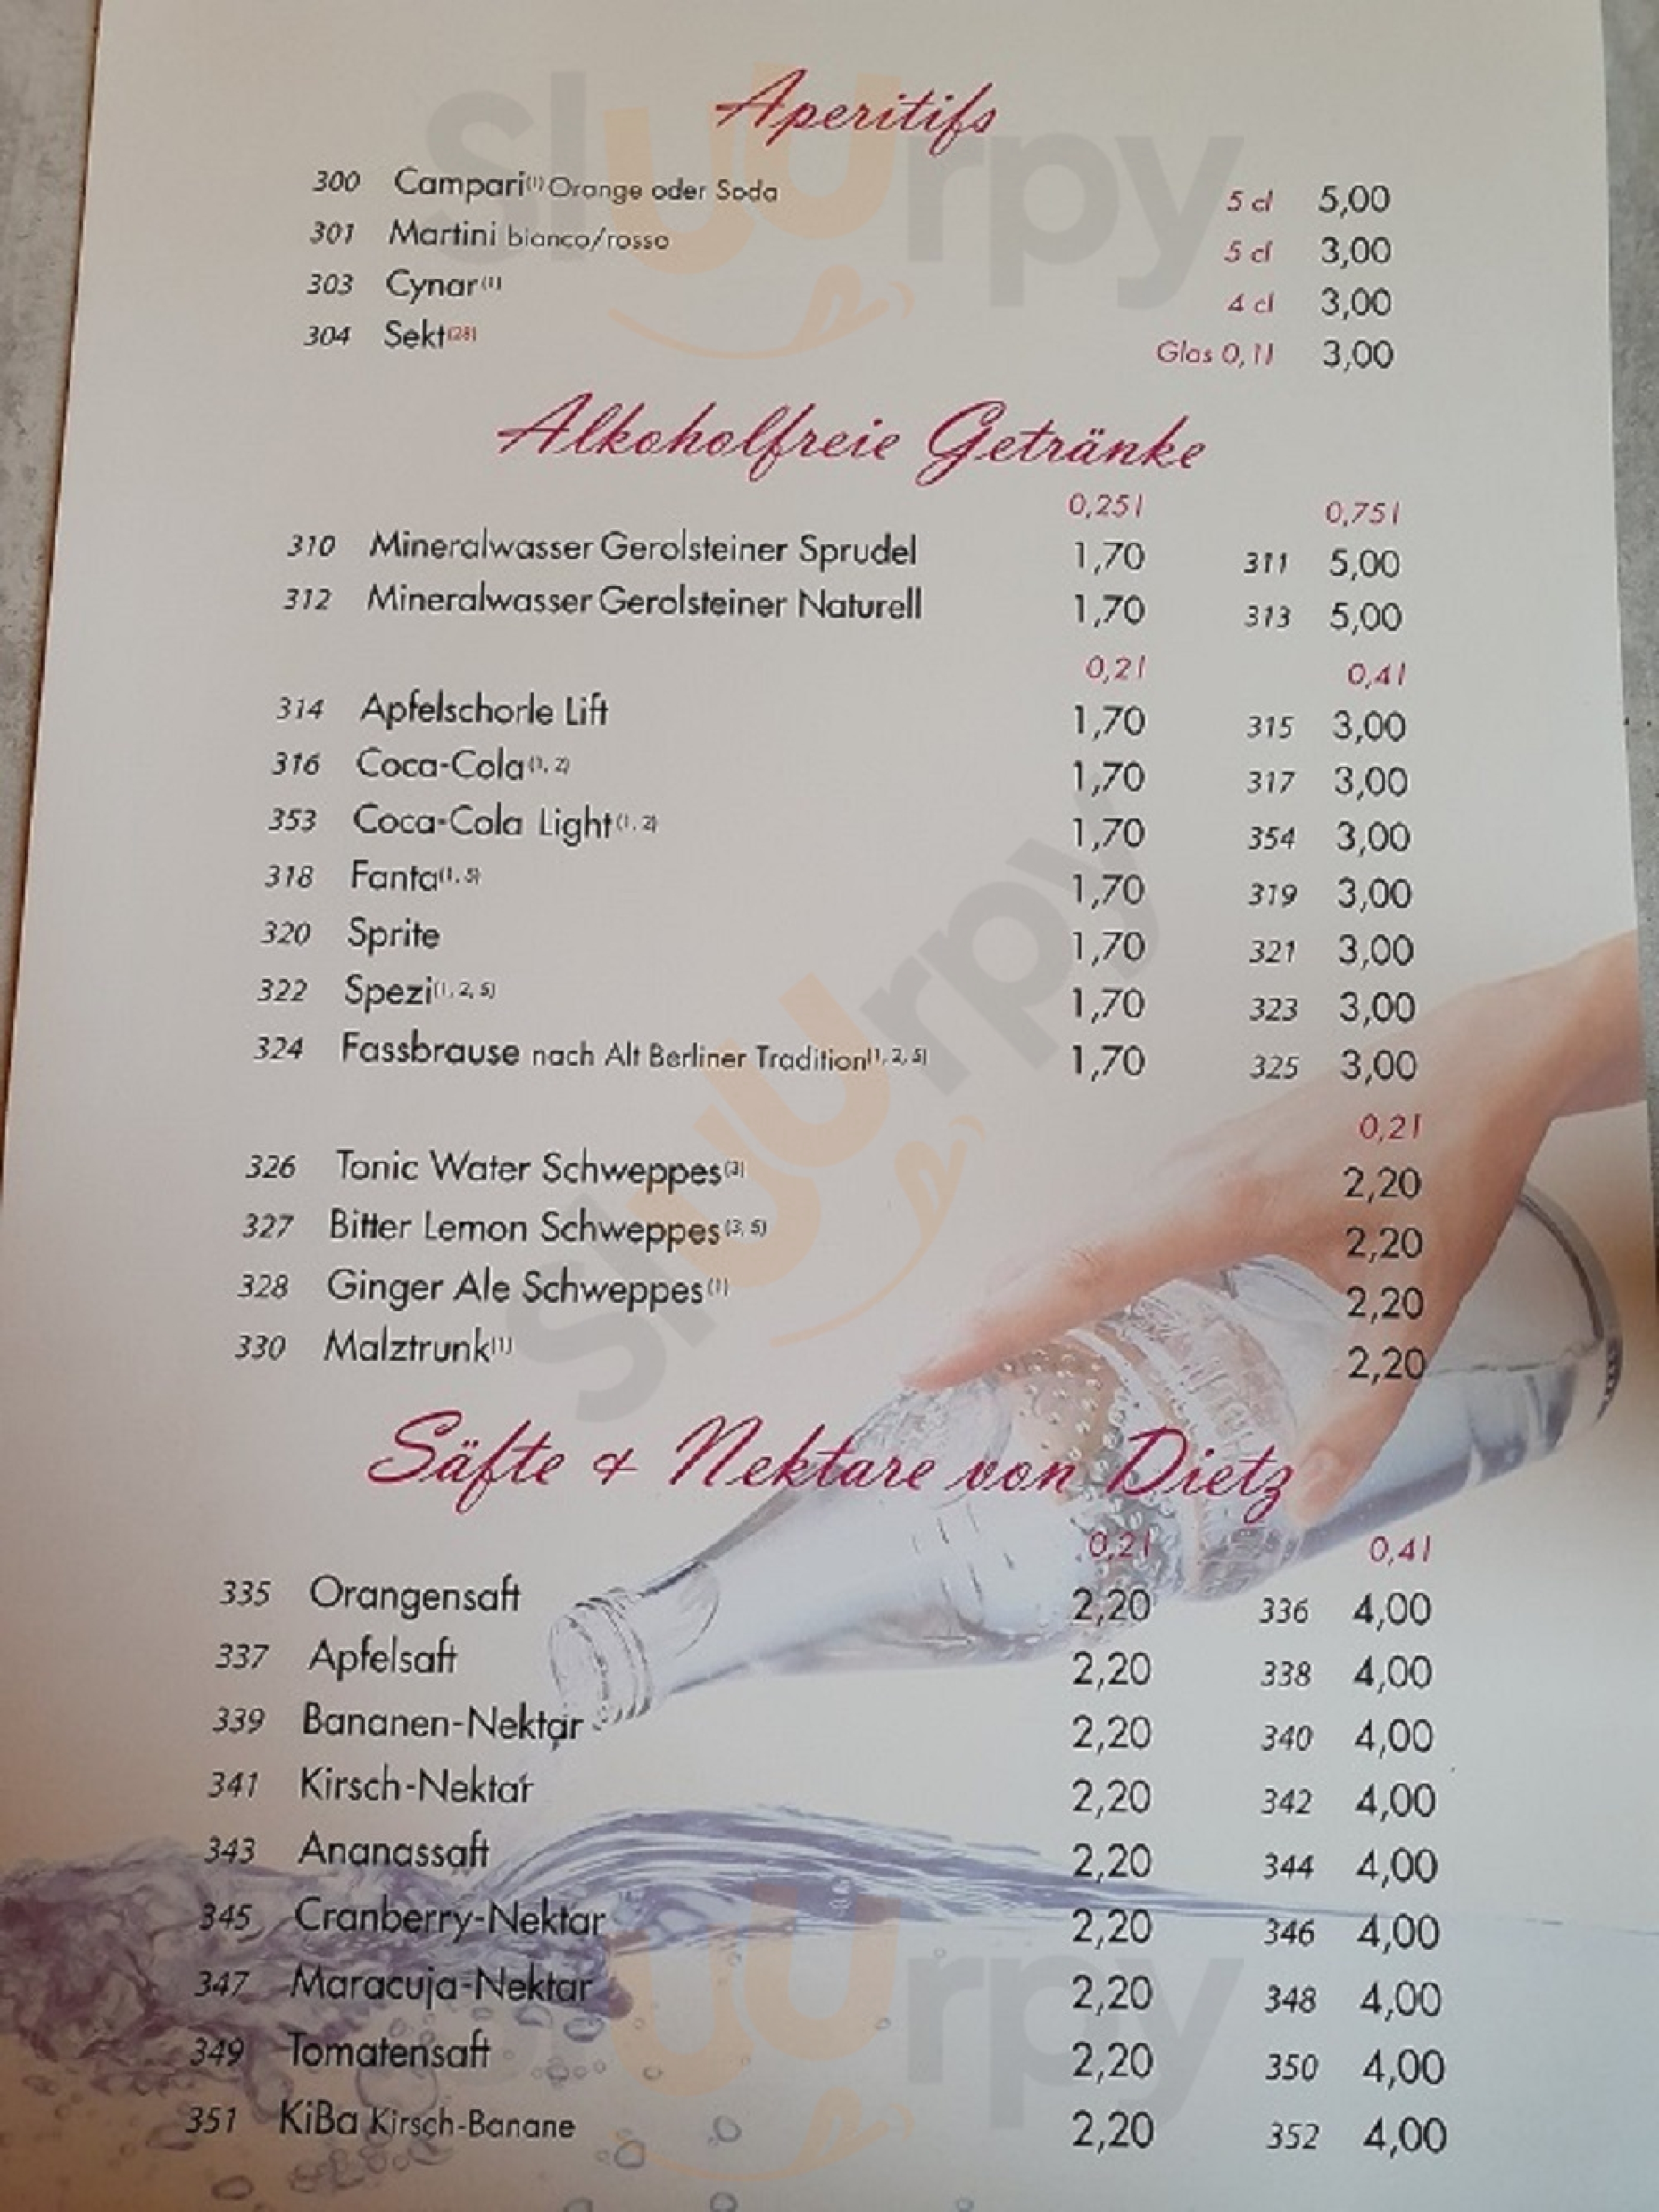 Aperitifs
300 Campari(1) Orange oder Soda 5 cl 5,00
301 Martini bianco/rosso 5 cl 3,00
303 Cynar(1) 4 cl 3,00
304 Sekt(28) Glas 0,1l 3,00
Alkoholfreie Getränke
0,25l 0,75l
310 Mineralwasser Gerolsteiner Sprudel 1,70 311 5,00
312 Mineralwasser Gerolsteiner Naturell 1,70 313 5,00
0,2l 0,4l
314 Apfelschorle Lift 1,70 315 3,00
316 Coca-Cola(1, 2) 1,70 317 3,00
353 Coca-Cola Light(1, 2) 1,70 354 3,00
318 Fanta(1, 5) 1,70 319 3,00
320 Sprite 1,70 321 3,00
322 Spezi(1, 2, 5) 1,70 323 3,00
324 Fassbrause nach Alt Berliner Tradition(1, 2, 5) 1,70 325 3,00
0,2l
326 Tonic Water Schweppes(3) 2,20
327 Bitter Lemon Schweppes(3, 5) 2,20
328 Ginger Ale Schweppes(1) 2,20
330 Malztrunk(1) 2,20
Säfte & Nektare von Dietz
0,2l 0,4l
335 Orangensaft 2,20 336 4,00
337 Apfelsaft 2,20 338 4,00
339 Bananen-Nektar 2,20 340 4,00
341 Kirsch-Nektar 2,20 342 4,00
343 Ananassaft 2,20 344 4,00
345 Cranberry-Nektar 2,20 346 4,00
347 Maracuja-Nektar 2,20 348 4,00
349 Tomatensaft 2,20 350 4,00
351 KiBa Kirsch-Banane 2,20 352 4,00
Sluurpy
Sluurpy
Sluurpy